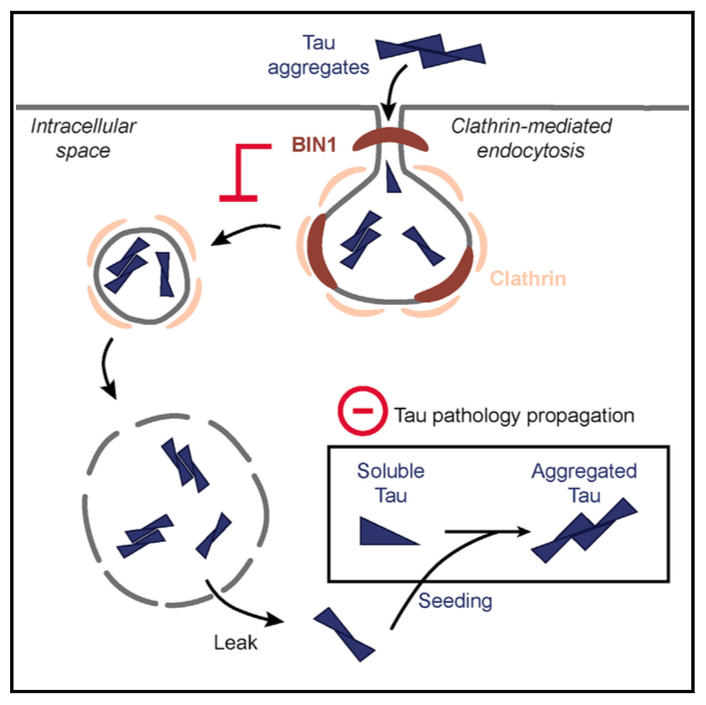 Tau
aggregates
Intracellular
space
BIN1
Clathrin-mediated
endocytosis
Clathrin
Tau pathology propagation
Soluble
Tau
Aggregated
Tau
Seeding
Leak